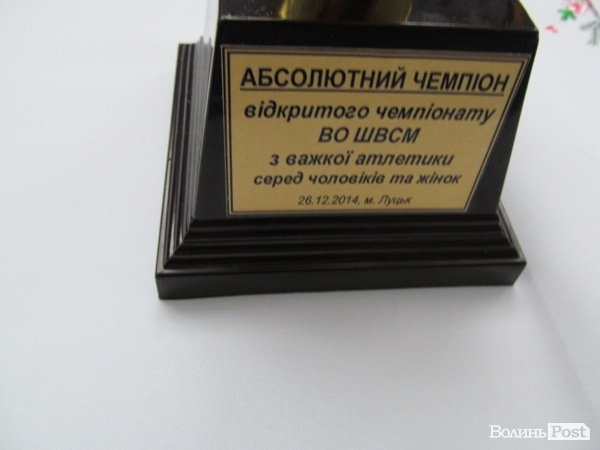 АБСОЛЮТНИЙ ЧЕМПІОН
відкритого чемпіонату
ВО ШВСМ
з важкої атлетики
серед чоловіків та жінок
26.12.2014, м. Луцьк
Волинь Post